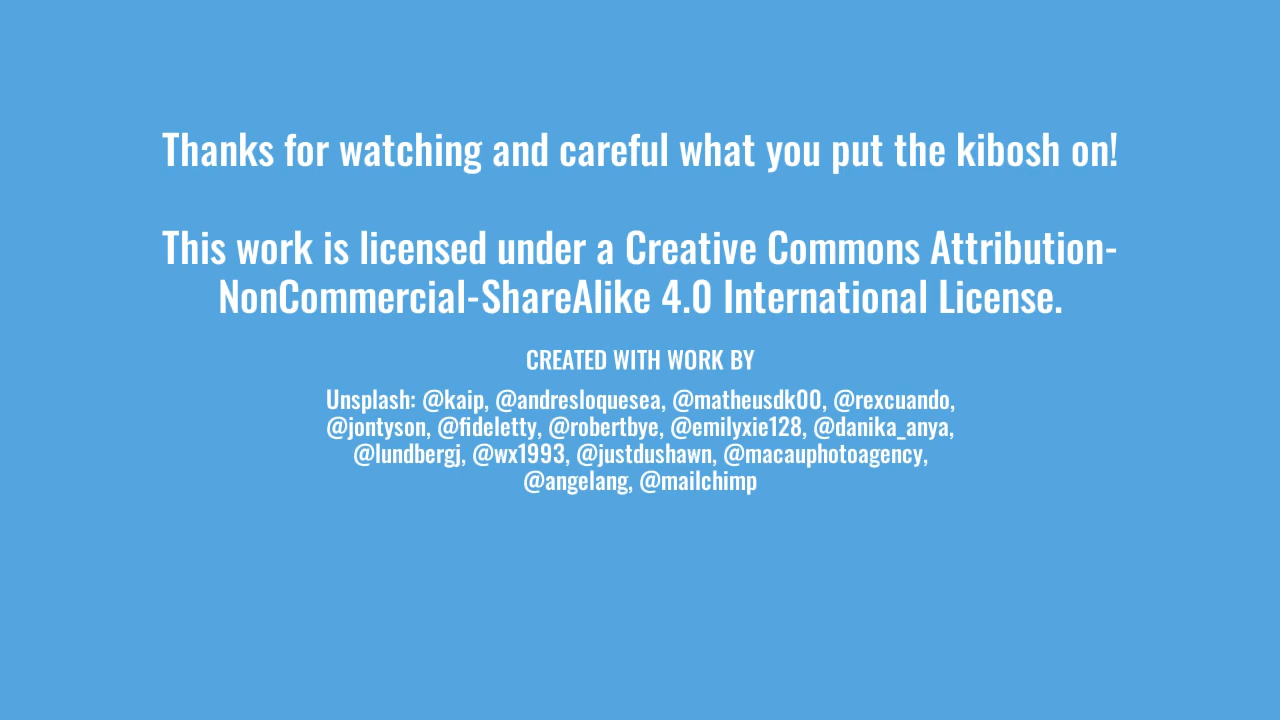 Thanks for watching and careful what you put the kibosh on!
This work is licensed under a Creative Commons Attribution-
NonCommercial-ShareAlike 4.0 International License.
CREATED WITH WORK BY
Unsplash: @kaip, @andresloquesea, @matheusdk00, @rexcuando,
@jontyson, @fideletty, @robertbye, @emilyxie128, @danika_anya,
@lundbergj, @wx1993, @justdushawn, @macauphotoagency,
@angelang, @mailchimp